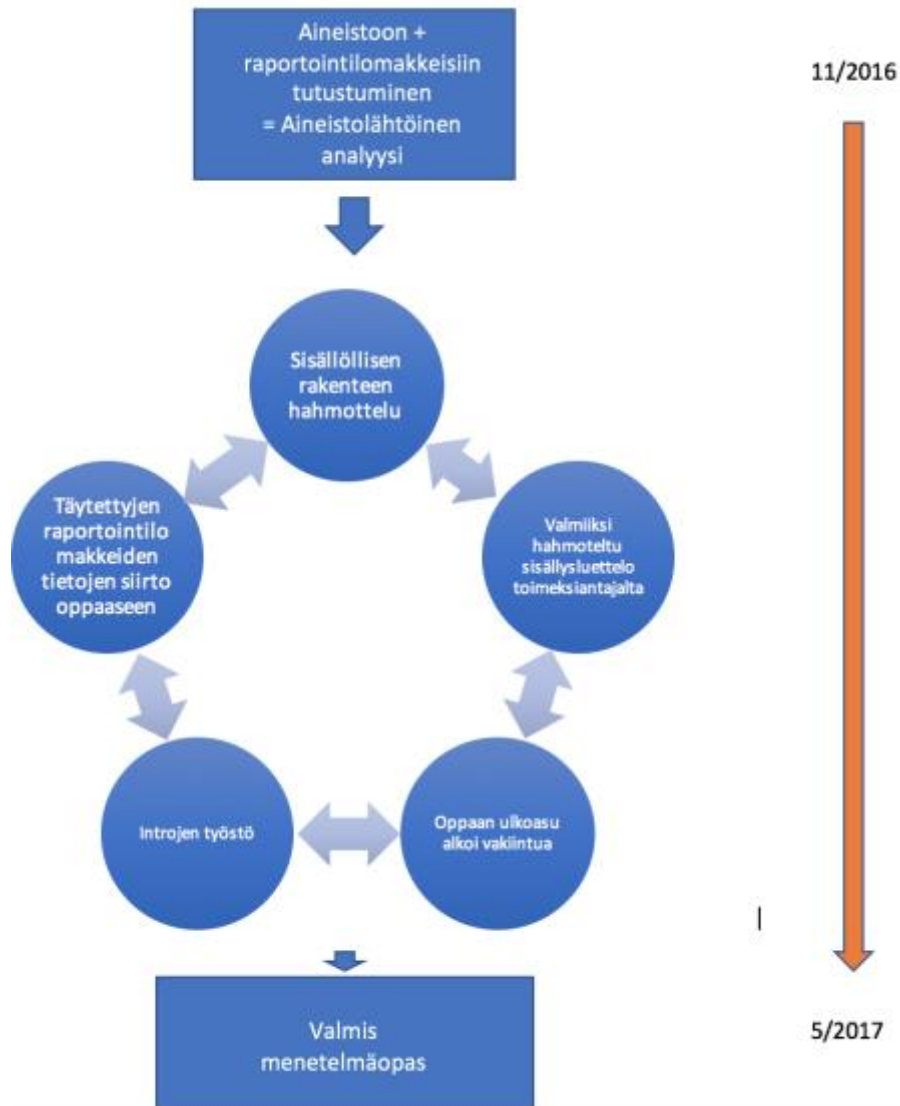 Aineistoon +
raportointilomakkeisiin
tutustuminen
= Aineistolähtöinen
analyysi
11/2016
Sisällöllisen
rakenteen
hahmottelu
Täytettyjen
raportointilo
makkeiden
tietojen siirto
oppaaseen
Valmiiksi
hahmoteltu
sisällysluettelo
toimeksiantajalta
Introjen työstö
Oppaan ulkoasu
alkoi vakiintua
Valmis
menetelmäopas
5/2017